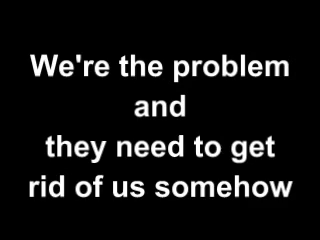 We're the problem
and
they need to get
rid of us somehow